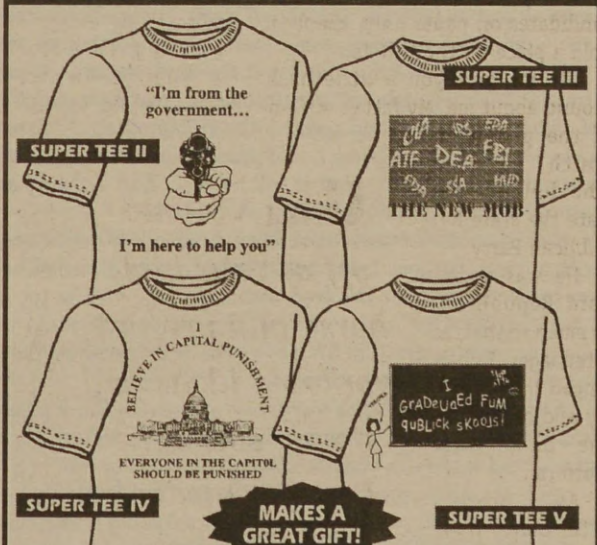 "I'm from the
government...
SUPER TEE II
I'm here to help you"
SUPER TEE III
CIA IRS EPA
ATF DEA FBI
FDA SSA HUD
THE NEW MOB
I
BELIEVE IN CAPITAL PUNISHMENT
EVERYONE IN THE CAPITOL
SHOULD BE PUNISHED
SUPER TEE IV
I
GRADeUaEd FuM
quBLicK sKOOJS!
SUPER TEE V
MAKES A
GREAT GIFT!